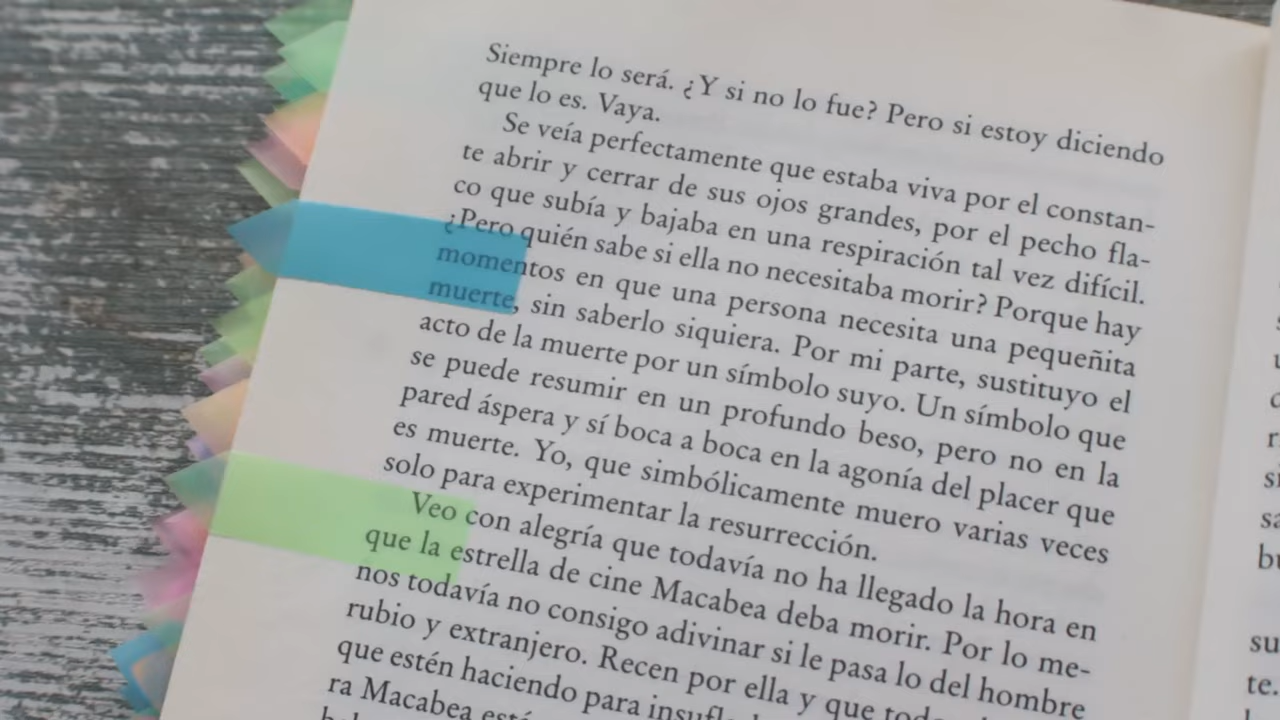 Siempre lo será. ¿Y si no lo fue? Pero si estoy diciendo
que lo es. Vaya.
Se veía perfectamente que estaba viva por el constan-
te abrir y cerrar de sus ojos grandes, por el pecho fla-
co que subía y bajaba en una respiración tal vez difícil.
¿Pero quién sabe si ella no necesitaba morir? Porque hay
momentos en que una persona necesita una pequeñita
muerte, sin saberlo siquiera. Por mi parte, sustituyo el
acto de la muerte por un símbolo suyo. Un símbolo que
se puede resumir en un profundo beso, pero no en la
pared áspera y sí boca a boca en la agonía del placer que
es muerte. Yo, que simbólicamente muero varias veces
solo para experimentar la resurrección.
Veo con alegría que todavía no ha llegado la hora en
que la estrella de cine Macabea deba morir. Por lo me-
nos todavía no consigo adivinar si le pasa lo del hombre
rubio y extranjero. Recen por ella y que
que estén haciendo para
ra Macabea
su
te.